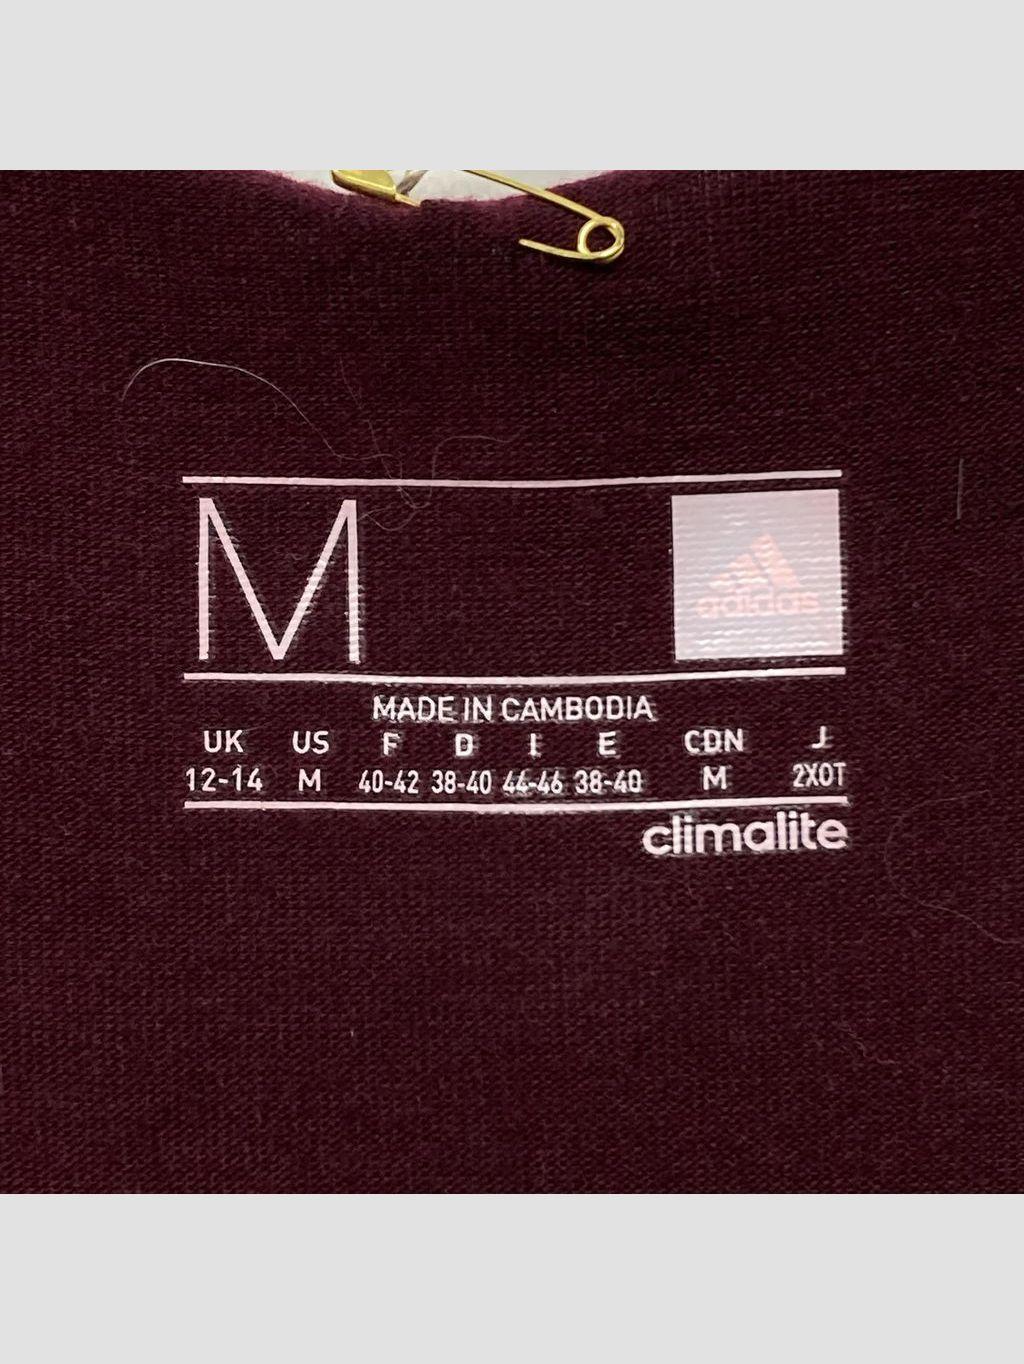 M
adidas
MADE IN CAMBODIA
UK US F D I E CDN J
12-14 M 40-42 38-40 44-46 38-40 M 2XOT
climalite